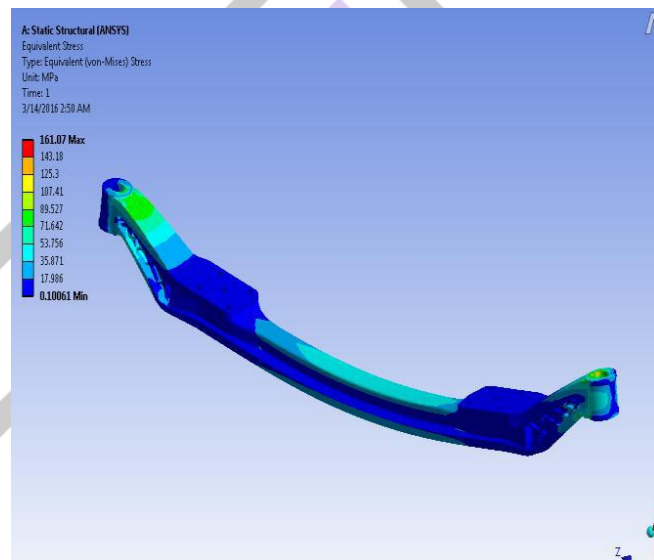 A: Static Structural (ANSYS)
Equivalent Stress
Type: Equivalent (von-Mises) Stress
Unit: MPa
Time: 1
3/14/2016 2:50 AM
161.07 Max
143.18
125.3
107.41
89.527
71.642
53.756
35.871
17.986
0.10061 Min
Z